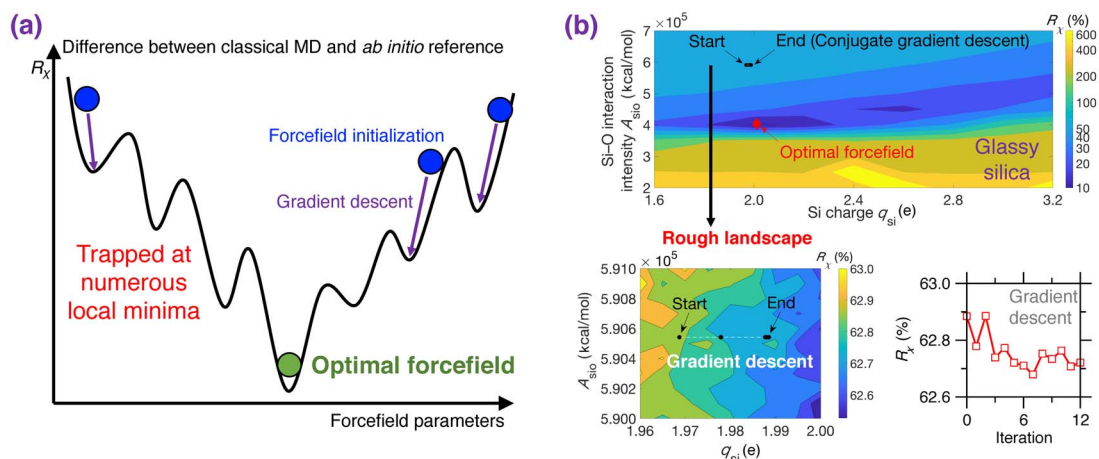 (a)
Difference between classical MD and ab initio reference
Rχ
Forcefield initialization
Gradient descent
Trapped at
numerous
local minima
Optimal forcefield
Forcefield parameters
(b)
7 ×10⁵
6
5
4
3
2
Si–O interaction
intensity A_sio (kcal/mol)
Start
End (Conjugate gradient descent)
Optimal forcefield
Glassy
silica
1.6 2.0 2.4 2.8 3.2
Si charge q_si (e)
Rχ (%)
600
400
200
100
50
40
30
20
10
Rough landscape
×10⁵
5.910
5.908
5.906
5.904
5.902
5.900
A_sio (kcal/mol)
Start
End
Gradient descent
1.96 1.97 1.98 1.99 2.00
q_si (e)
Rχ (%)
63.0
62.9
62.8
62.7
62.6
63.0
62.8
62.6
Rχ (%)
Gradient
descent
0 6 12
Iteration